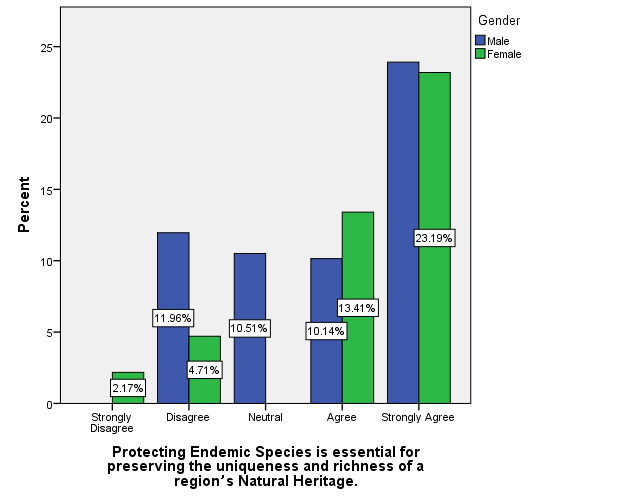 Gender
Male
Female
Percent
25
20
15
10
5
0
11.96%
10.51%
10.14%
13.41%
23.19%
4.71%
2.17%
Strongly
Disagree
Disagree
Neutral
Agree
Strongly Agree
Protecting Endemic Species is essential for
preserving the uniqueness and richness of a
region’s Natural Heritage.